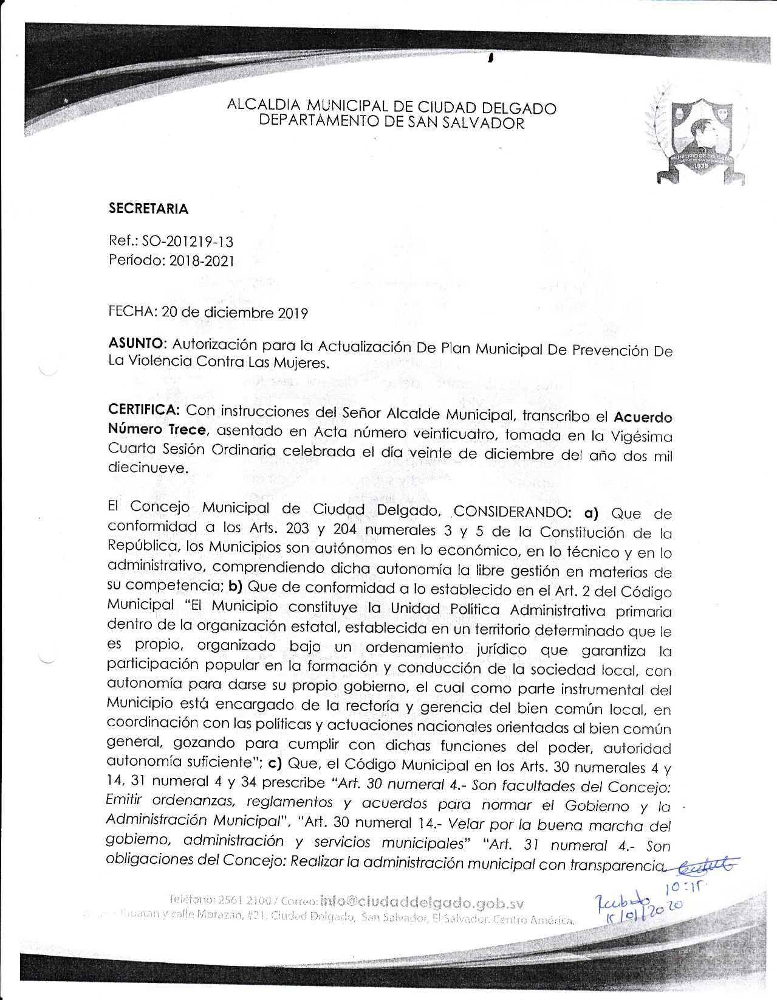 ALCALDIA MUNICIPAL DE CIUDAD DELGADO
DEPARTAMENTO DE SAN SALVADOR
MUNICIPIO DE DELGADO
1935
SECRETARIA
Ref.: SO-201219-13
Período: 2018-2021
FECHA: 20 de diciembre 2019
ASUNTO: Autorización para la Actualización De Plan Municipal De Prevención De
La Violencia Contra Las Mujeres.
CERTIFICA: Con instrucciones del Señor Alcalde Municipal, transcribo el Acuerdo
Número Trece, asentado en Acta número veinticuatro, tomada en la Vigésima
Cuarta Sesión Ordinaria celebrada el día veinte de diciembre del año dos mil
diecinueve.
El Concejo Municipal de Ciudad Delgado, CONSIDERANDO: a) Que de
conformidad a los Arts. 203 y 204 numerales 3 y 5 de la Constitución de la
República, los Municipios son autónomos en lo económico, en lo técnico y en lo
administrativo, comprendiendo dicha autonomía la libre gestión en materias de
su competencia; b) Que de conformidad a lo establecido en el Art. 2 del Código
Municipal "El Municipio constituye la Unidad Política Administrativa primaria
dentro de la organización estatal, establecida en un territorio determinado que le
es propio, organizado bajo un ordenamiento jurídico que garantiza la
participación popular en la formación y conducción de la sociedad local, con
autonomía para darse su propio gobierno, el cual como parte instrumental del
Municipio está encargado de la rectoría y gerencia del bien común local, en
coordinación con las políticas y actuaciones nacionales orientadas al bien común
general, gozando para cumplir con dichas funciones del poder, autoridad
autonomía suficiente"; c) Que, el Código Municipal en los Arts. 30 numerales 4 y
14, 31 numeral 4 y 34 prescribe "Art. 30 numeral 4.- Son facultades del Concejo:
Emitir ordenanzas, reglamentos y acuerdos para normar el Gobierno y la
Administración Municipal", "Art. 30 numeral 14.- Velar por la buena marcha del
gobierno, administración y servicios municipales" "Art. 31 numeral 4.- Son
obligaciones del Concejo: Realizar la administración municipal con transparencia,
10:15
Recibido
15/01/2020
Teléfono: 2561 2100 / Correo: info@ciudaddelgado.gob.sv
y calle Morazán, #21, Ciudad Delgado, San Salvador, El Salvador. Centro América.